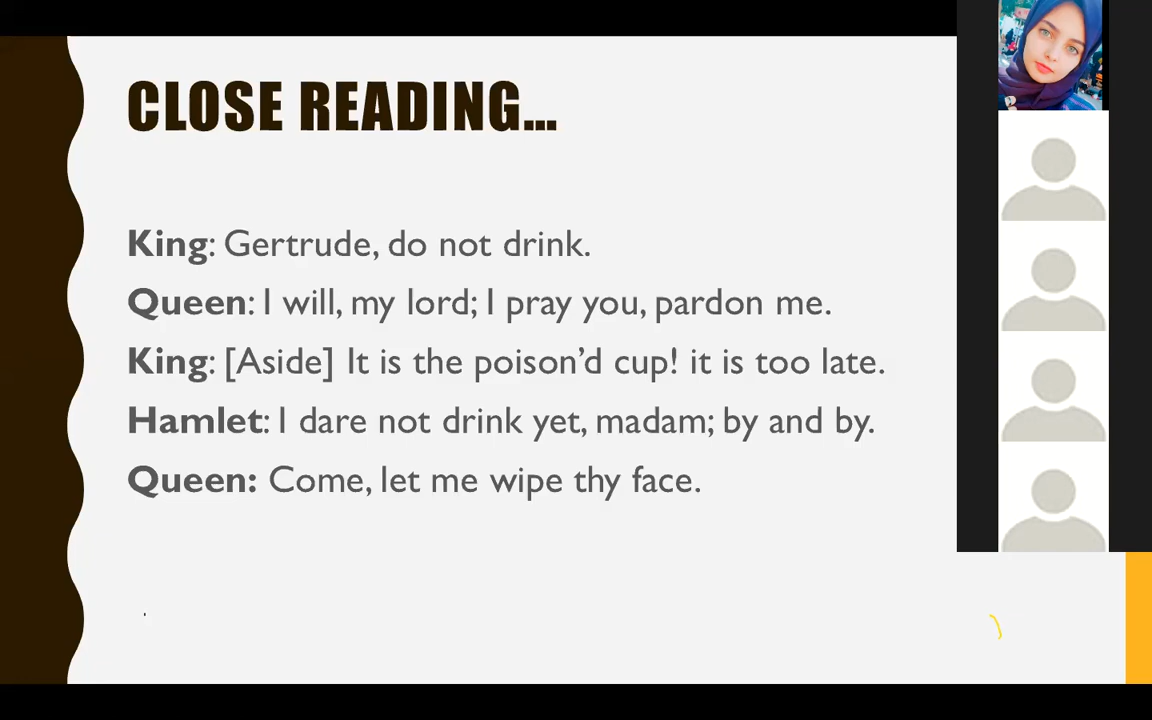 CLOSE READING...
King: Gertrude, do not drink.
Queen: I will, my lord; I pray you, pardon me.
King: [Aside] It is the poison’d cup! it is too late.
Hamlet: I dare not drink yet, madam; by and by.
Queen: Come, let me wipe thy face.